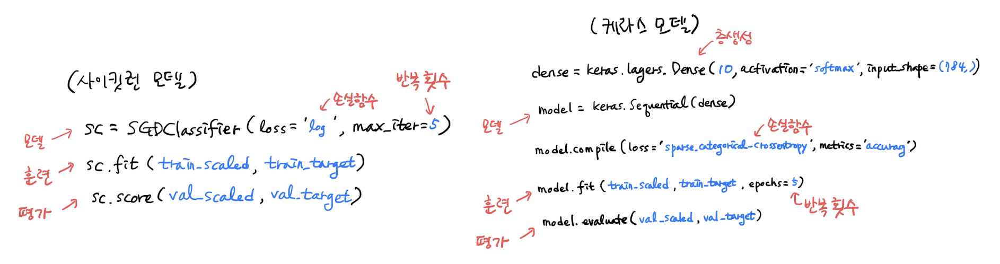 (사이킷런 모델)
반복 횟수
손실함수
모델 sc = SGDClassifier (loss='log', max_iter=5)
훈련 sc.fit (train_scaled, train_target)
평가 sc.score(val_scaled, val_target)
(케라스 모델)
층생성
dense = keras.layers.Dense(10, activation='softmax', input_shape=(784,))
모델 model = keras.Sequential(dense)
손실함수
model.compile (loss='sparse_categorical_crossentropy', metrics='accuracy')
훈련 model.fit (train_scaled, train_target, epochs=5)
반복 횟수
평가 model.evaluate(val_scaled, val_target)